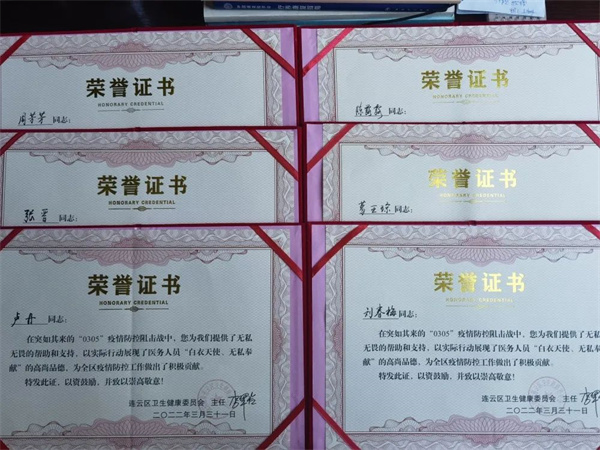 荣誉证书
HONORARY CREDENTIAL
同志：
荣誉证书
HONORARY CREDENTIAL
同志：
荣誉证书
HONORARY CREDENTIAL
张晋 同志：
荣誉证书
HONORARY CREDENTIAL
同志：
荣誉证书
HONORARY CREDENTIAL
卢丹 同志：
在突如其来的“0305”疫情防控阻击战中，您为我们提供了无私
无畏的帮助和支持，以实际行动展现了医务人员“白衣天使、无私奉
献”的高尚品德，为全区疫情防控工作做出了积极贡献。
特发此证，以资鼓励，并致以崇高敬意！
连云区卫生健康委员会 主任
二〇二二年三月三十一日
荣誉证书
HONORARY CREDENTIAL
刘春梅 同志：
在突如其来的“0305”疫情防控阻击战中，您为我们提供了无私
无畏的帮助和支持，以实际行动展现了医务人员“白衣天使、无私奉
献”的高尚品德，为全区疫情防控工作做出了积极贡献。
特发此证，以资鼓励，并致以崇高敬意！
连云区卫生健康委员会 主任
二〇二二年三月三十一日